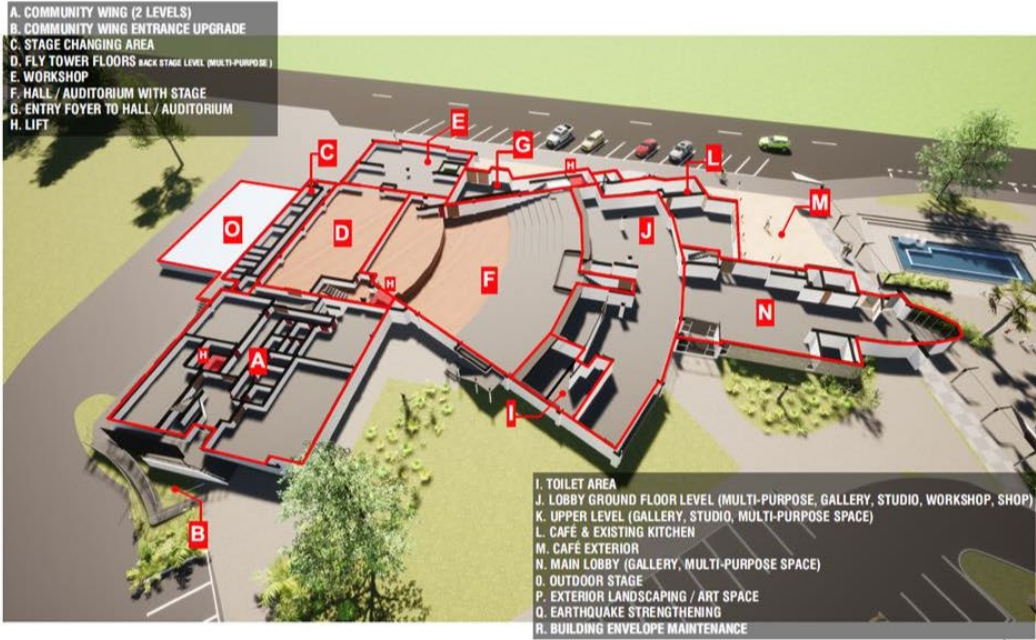 A. COMMUNITY WING (2 LEVELS)
B. COMMUNITY WING ENTRANCE UPGRADE
C. STAGE CHANGING AREA
D. FLY TOWER FLOORS BACK STAGE LEVEL (MULTI-PURPOSE)
E. WORKSHOP
F. HALL / AUDITORIUM WITH STAGE
G. ENTRY FOYER TO HALL / AUDITORIUM
H. LIFT
E
G
C
H
L
M
O
D
J
F
H
N
H
A
I
B
I. TOILET AREA
J. LOBBY GROUND FLOOR LEVEL (MULTI-PURPOSE, GALLERY, STUDIO, WORKSHOP, SHOP)
K. UPPER LEVEL (GALLERY, STUDIO, MULTI-PURPOSE SPACE)
L. CAFÉ & EXISTING KITCHEN
M. CAFÉ EXTERIOR
N. MAIN LOBBY (GALLERY, MULTI-PURPOSE SPACE)
O. OUTDOOR STAGE
P. EXTERIOR LANDSCAPING / ART SPACE
Q. EARTHQUAKE STRENGTHENING
R. BUILDING ENVELOPE MAINTENANCE